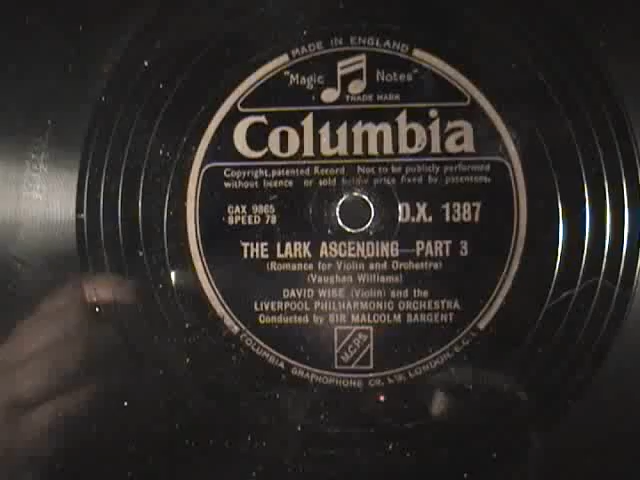 MADE IN ENGLAND
"Magic Notes"
TRADE MARK
Columbia
Copyright, patented Record. Not to be publicly performed
without licence or sold below price fixed by patentees.
CAX 9865
SPEED 78
D.X. 1387
THE LARK ASCENDING—PART 3
(Romance for Violin and Orchestra)
(Vaughan Williams)
DAVID WISE (Violin) and the
LIVERPOOL PHILHARMONIC ORCHESTRA
Conducted by SIR MALCOLM SARGENT
M.C.P.S
COLUMBIA GRAPHOPHONE CO. LTD. LONDON, E.C.1.